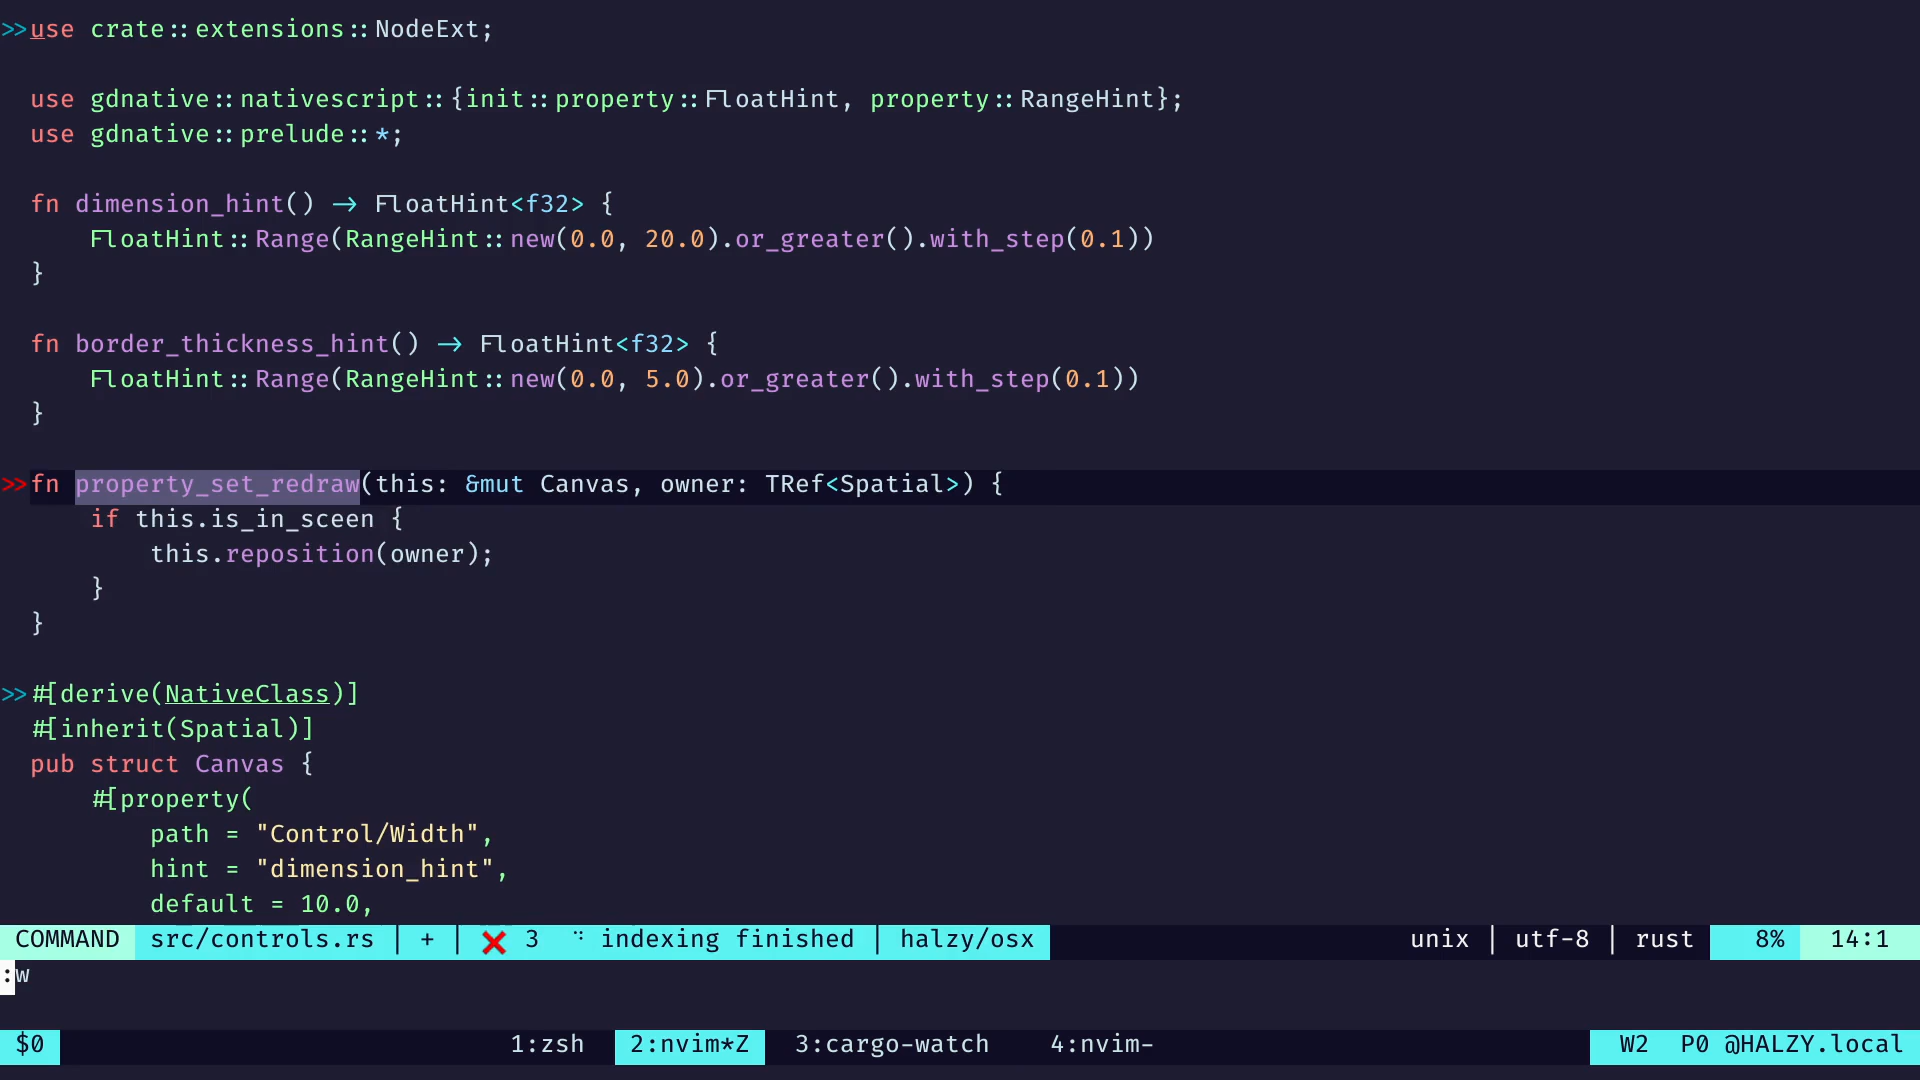 >>use crate::extensions::NodeExt;
use gdnative::nativescript::{init::property::FloatHint, property::RangeHint};
use gdnative::prelude::*;
fn dimension_hint() -> FloatHint<f32> {
FloatHint::Range(RangeHint::new(0.0, 20.0).or_greater().with_step(0.1))
}
fn border_thickness_hint() -> FloatHint<f32> {
FloatHint::Range(RangeHint::new(0.0, 5.0).or_greater().with_step(0.1))
}
>>fn property_set_redraw(this: &mut Canvas, owner: TRef<Spatial>) {
if this.is_in_sceen {
this.reposition(owner);
}
}
>>#[derive(NativeClass)]
#[inherit(Spatial)]
pub struct Canvas {
#[property(
path = "Control/Width",
hint = "dimension_hint",
default = 10.0,
COMMAND src/controls.rs | + | ❌ 3 ⠙ indexing finished | halzy/osx unix | utf-8 | rust 8% 14:1
:w
$0 1:zsh 2:nvim*Z 3:cargo-watch 4:nvim- W2 P0 @HALZY.local